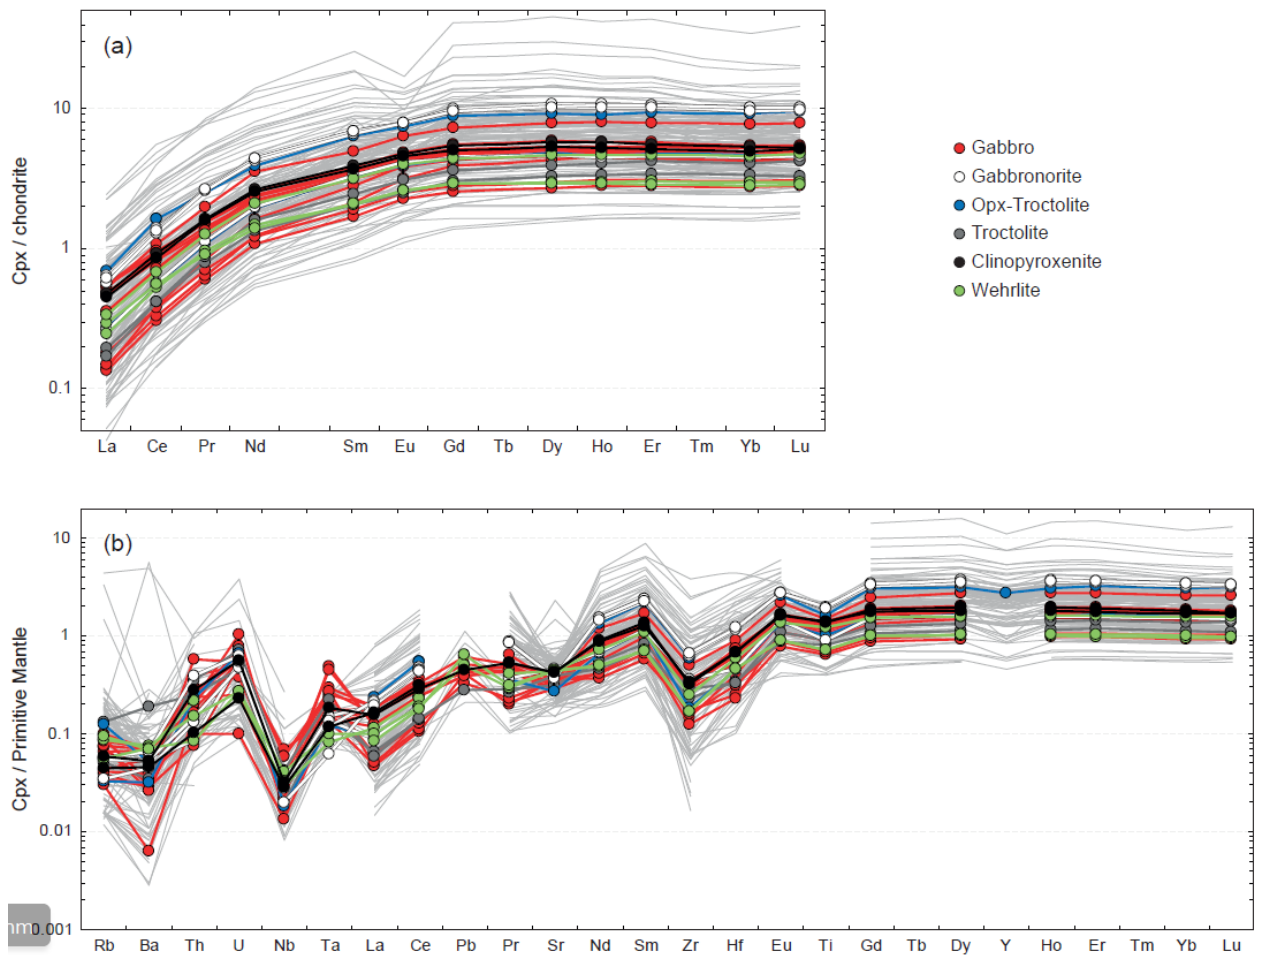 (a)
Cpx / chondrite
10
1
0.1
La Ce Pr Nd Sm Eu Gd Tb Dy Ho Er Tm Yb Lu
Gabbro
Gabbronorite
Opx-Troctolite
Troctolite
Clinopyroxenite
Wehrlite
(b)
Cpx / Primitive Mantle
10
1
0.1
0.01
0.001
Rb Ba Th U Nb Ta La Ce Pb Pr Sr Nd Sm Zr Hf Eu Ti Gd Tb Dy Y Ho Er Tm Yb Lu